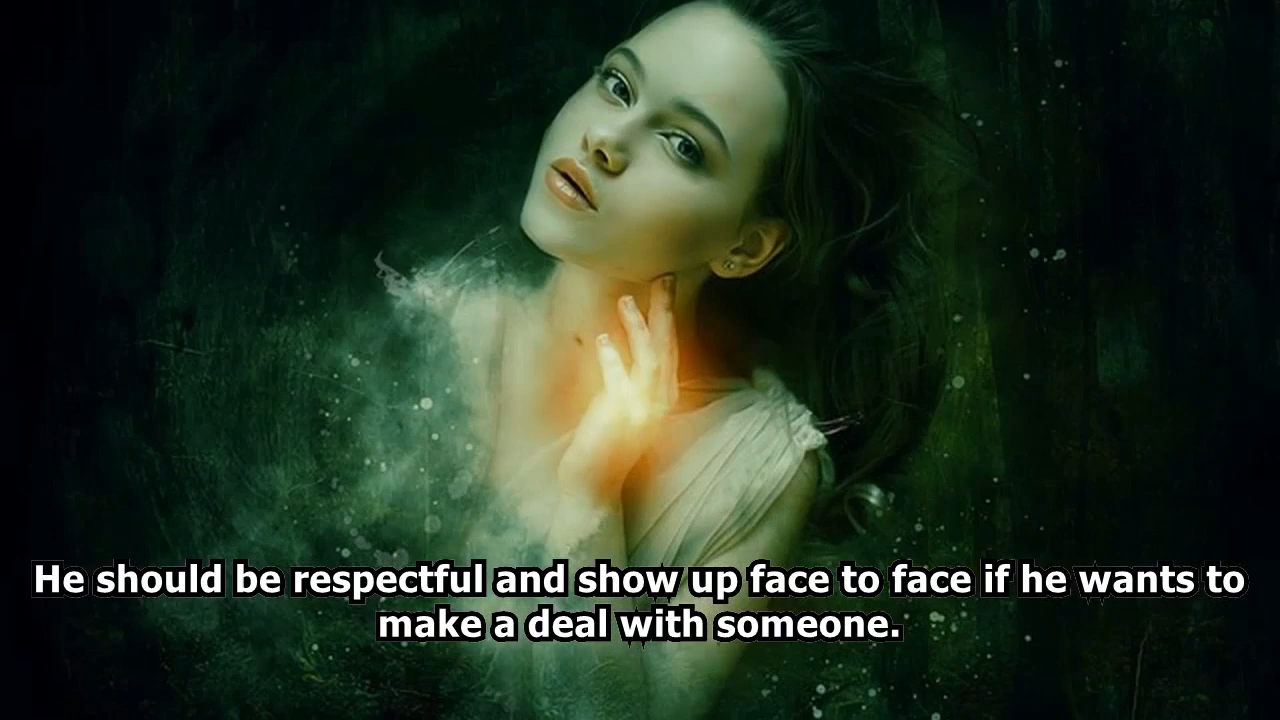 He should be respectful and show up face to face if he wants to
make a deal with someone.